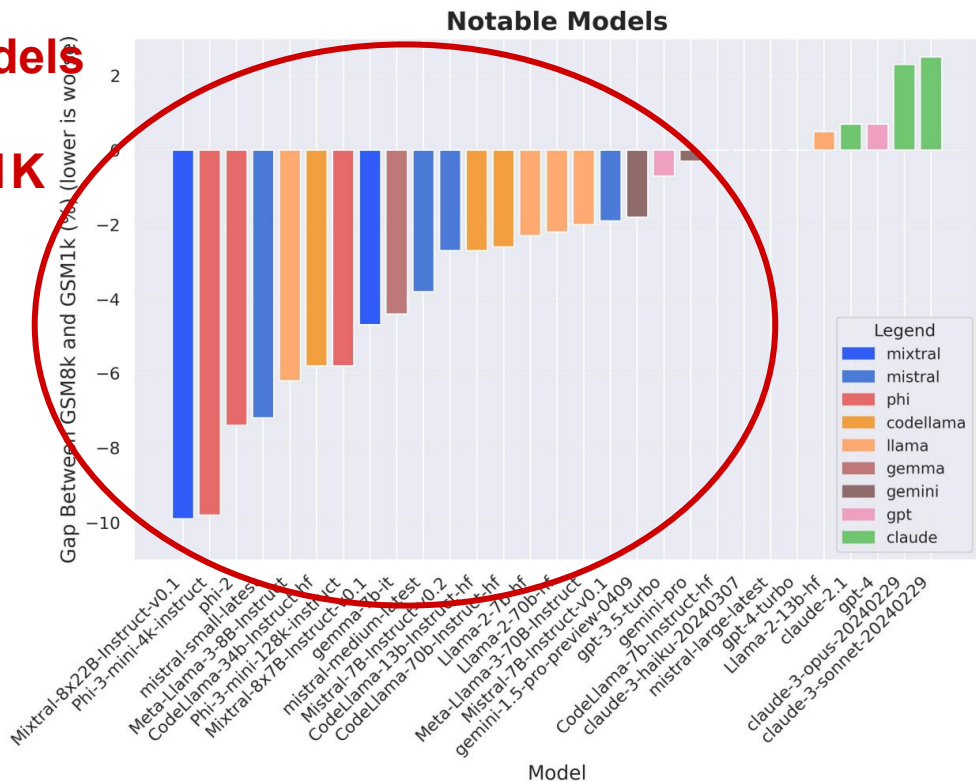 Notable Models
dels
1K
Gap Between GSM8k and GSM1k (%) (lower is worse)
2
0
−2
−4
−6
−8
−10
Legend
mixtral
mistral
phi
codellama
llama
gemma
gemini
gpt
claude
Mixtral-8x22B-Instruct-v0.1
Phi-3-mini-4k-instruct
phi-2
mistral-small-latest
Meta-Llama-3-8B-Instruct
CodeLlama-34b-Instruct-hf
Phi-3-mini-128k-instruct
Mixtral-8x7B-Instruct-v0.1
gemma-7b-it
mistral-medium-latest
Mistral-7B-Instruct-v0.2
CodeLlama-13b-Instruct-hf
CodeLlama-70b-Instruct-hf
Llama-2-7b-hf
Llama-2-70b-hf
Meta-Llama-3-70B-Instruct
Mistral-7B-Instruct-v0.1
gemini-1.5-pro-preview-0409
gpt-3.5-turbo
gemini-pro
CodeLlama-7b-Instruct-hf
claude-3-haiku-20240307
mistral-large-latest
gpt-4-turbo
Llama-2-13b-hf
claude-2.1
gpt-4
claude-3-opus-20240229
claude-3-sonnet-20240229
Model